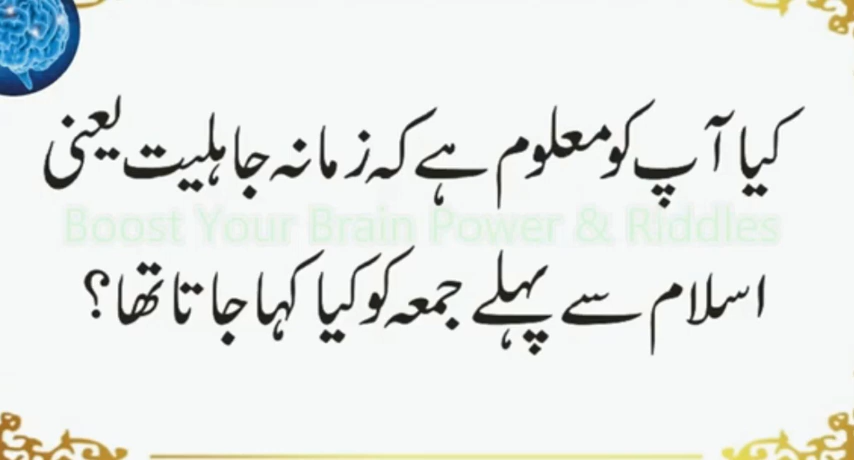 کیا آپ کو معلوم ہے کہ زمانہ جاہلیت یعنی
Boost Your Brain Power & Riddles
اسلام سے پہلے جمعہ کو کیا کہا جاتا تھا؟